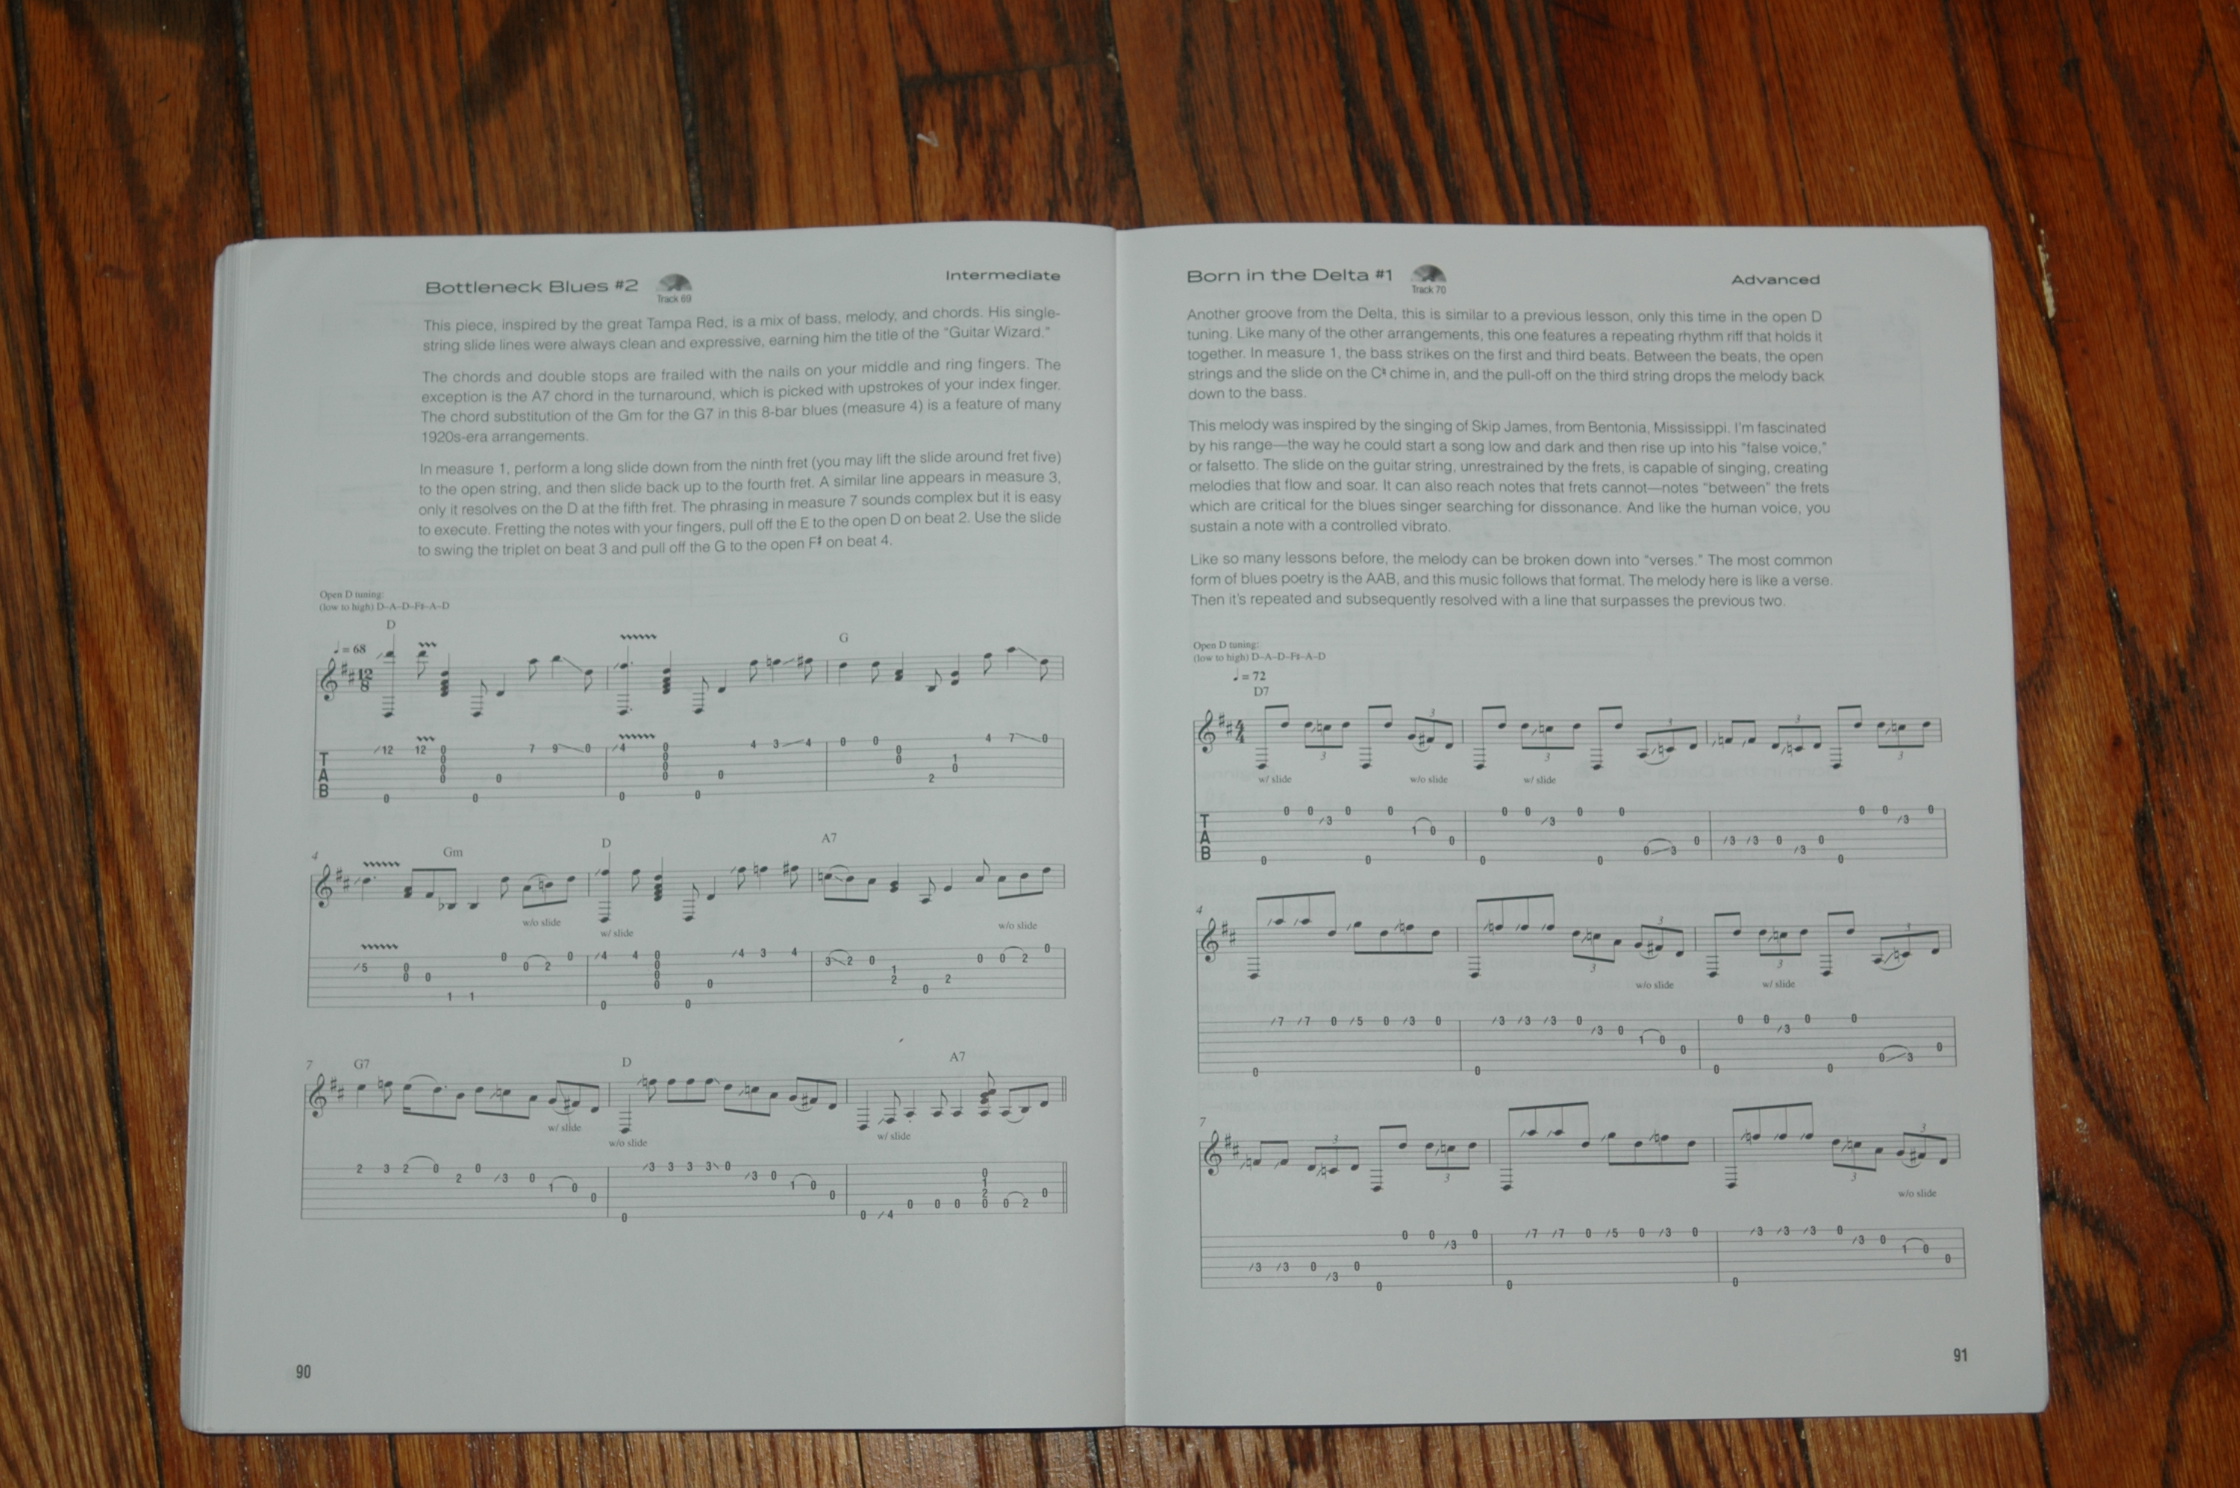 Bottleneck Blues #2
Track 69
Intermediate
This piece, inspired by the great Tampa Red, is a mix of bass, melody, and chords. His single-
string slide lines were always clean and expressive, earning him the title of the "Guitar Wizard."
The chords and double stops are frailed with the nails on your middle and ring fingers. The
exception is the A7 chord in the turnaround, which is picked with upstrokes of your index finger.
The chord substitution of the Gm for the G7 in this 8-bar blues (measure 4) is a feature of many
1920s-era arrangements.
In measure 1, perform a long slide down from the ninth fret (you may lift the slide around fret five)
to the open string, and then slide back up to the fourth fret. A similar line appears in measure 3,
only it resolves on the D at the fifth fret. The phrasing in measure 7 sounds complex but it is easy
to execute. Fretting the notes with your fingers, pull off the E to the open D on beat 2. Use the slide
to swing the triplet on beat 3 and pull off the G to the open F♯ on beat 4.
Open D tuning:
(low to high) D–A–D–F♯–A–D
D
♩ = 68
G
12
8
T
A
B
4
Gm
D
A7
w/o slide
w/ slide
w/o slide
7
G7
D
A7
w/ slide
w/o slide
w/ slide
90
Born in the Delta #1
Track 70
Advanced
Another groove from the Delta, this is similar to a previous lesson, only this time in the open D
tuning. Like many of the other arrangements, this one features a repeating rhythm riff that holds it
together. In measure 1, the bass strikes on the first and third beats. Between the beats, the open
strings and the slide on the C♮ chime in, and the pull-off on the third string drops the melody back
down to the bass.
This melody was inspired by the singing of Skip James, from Bentonia, Mississippi. I'm fascinated
by his range—the way he could start a song low and dark and then rise up into his "false voice,"
or falsetto. The slide on the guitar string, unrestrained by the frets, is capable of singing, creating
melodies that flow and soar. It can also reach notes that frets cannot—notes "between" the frets
which are critical for the blues singer searching for dissonance. And like the human voice, you
sustain a note with a controlled vibrato.
Like so many lessons before, the melody can be broken down into "verses." The most common
form of blues poetry is the AAB, and this music follows that format. The melody here is like a verse.
Then it's repeated and subsequently resolved with a line that surpasses the previous two.
Open D tuning:
(low to high) D–A–D–F♯–A–D
♩ = 72
D7
4
4
w/ slide
w/o slide
w/ slide
T
A
B
4
w/o slide
w/ slide
7
w/o slide
91